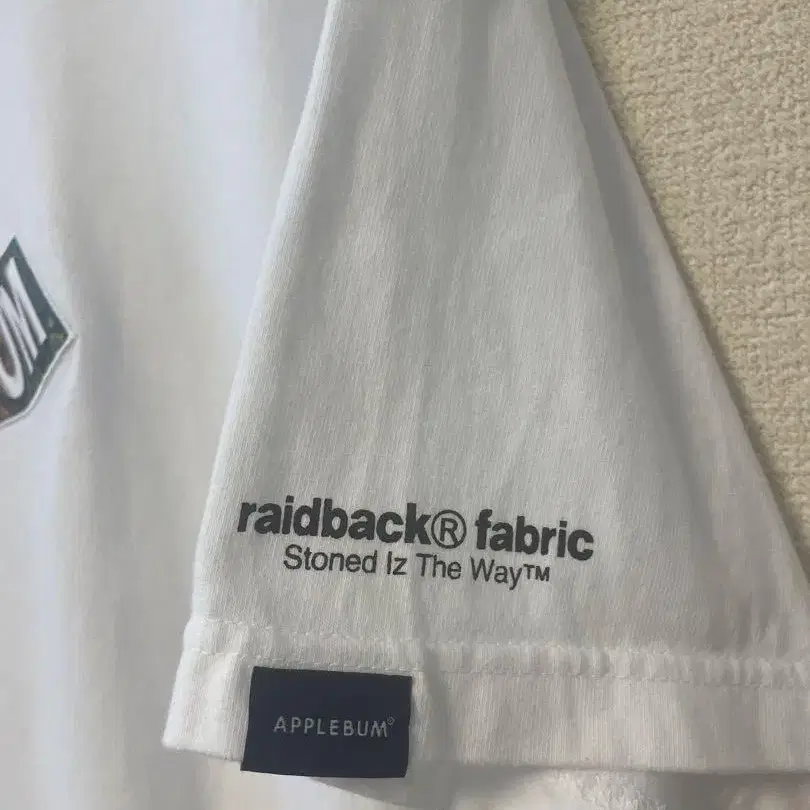 raidback® fabric
Stoned Iz The Way™
APPLEBUM®